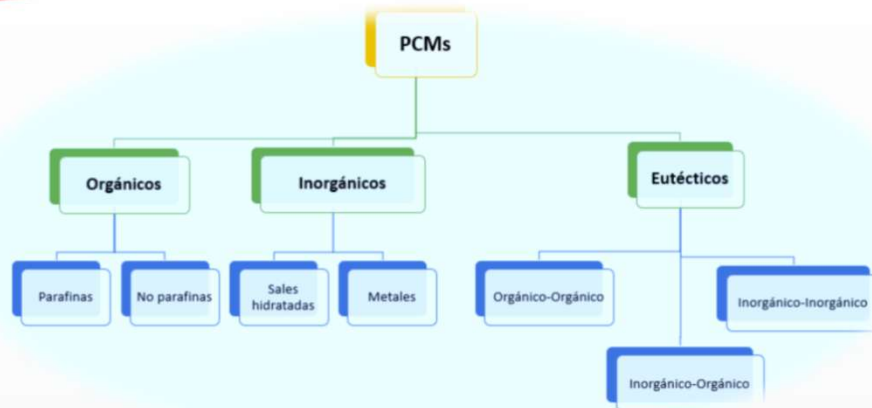 PCMs
Orgánicos
Inorgánicos
Eutécticos
Parafinas
No parafinas
Sales
hidratadas
Metales
Orgánico-Orgánico
Inorgánico-Inorgánico
Inorgánico-Orgánico